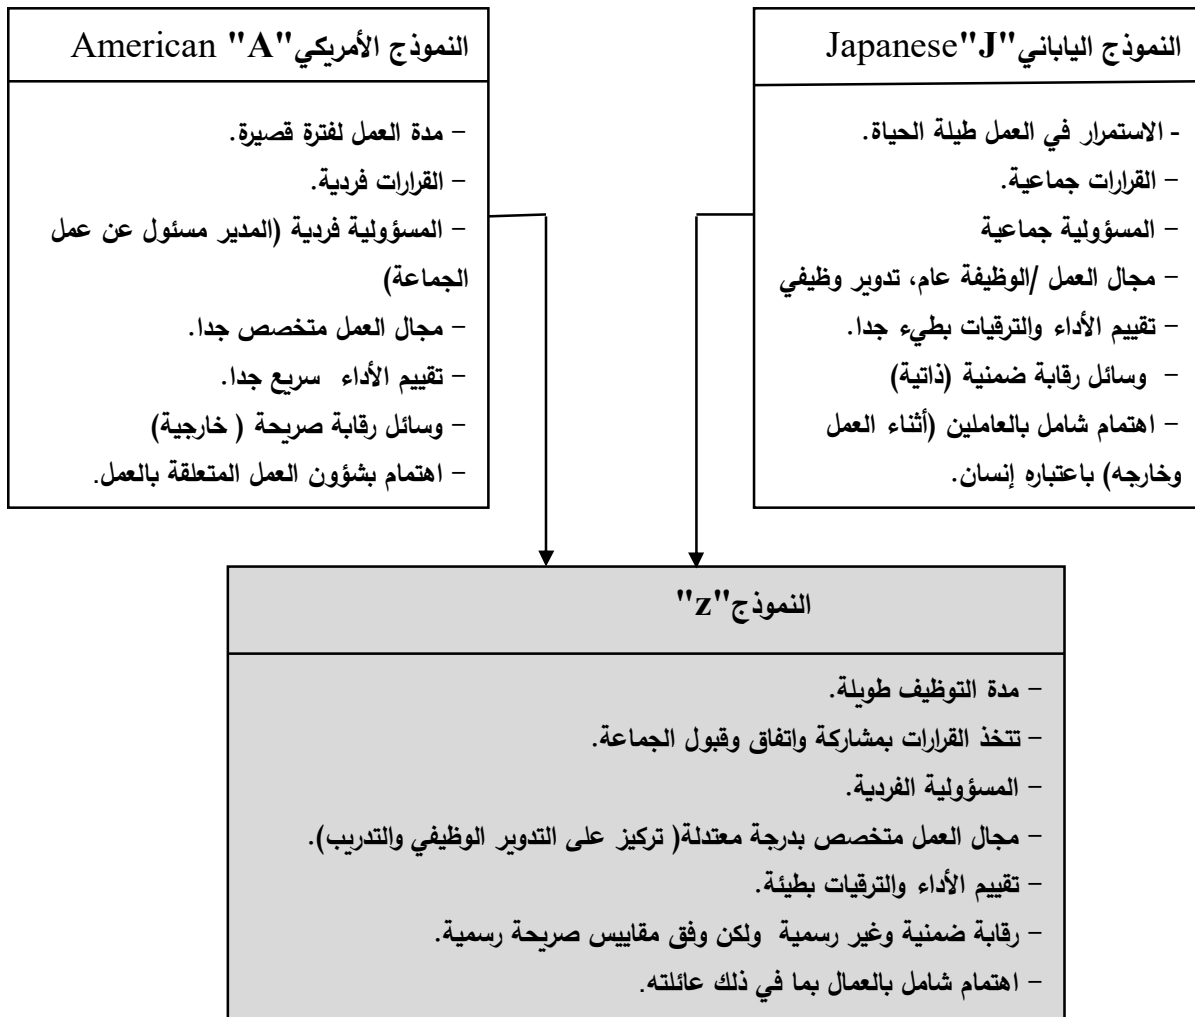 النموذج الياباني"J"Japanese
- الاستمرار في العمل طيلة الحياة.
- القرارات جماعية.
- المسؤولية جماعية
- مجال العمل /الوظيفة عام، تدوير وظيفي
- تقييم الأداء والترقيات بطيء جدا.
- وسائل رقابة ضمنية (ذاتية)
- اهتمام شامل بالعاملين (أثناء العمل
وخارجه) باعتباره إنسان.
النموذج الأمريكي"A" American
- مدة العمل لفترة قصيرة.
- القرارات فردية.
- المسؤولية فردية (المدير مسئول عن عمل
الجماعة)
- مجال العمل متخصص جدا.
- تقييم الأداء سريع جدا.
- وسائل رقابة صريحة ( خارجية)
- اهتمام بشؤون العمل المتعلقة بالعمل.
النموذج"z"
- مدة التوظيف طويلة.
- تتخذ القرارات بمشاركة واتفاق وقبول الجماعة.
- المسؤولية الفردية.
- مجال العمل متخصص بدرجة معتدلة( تركيز على التدوير الوظيفي والتدريب).
- تقييم الأداء والترقيات بطيئة.
- رقابة ضمنية وغير رسمية ولكن وفق مقاييس صريحة رسمية.
- اهتمام شامل بالعمال بما في ذلك عائلته.